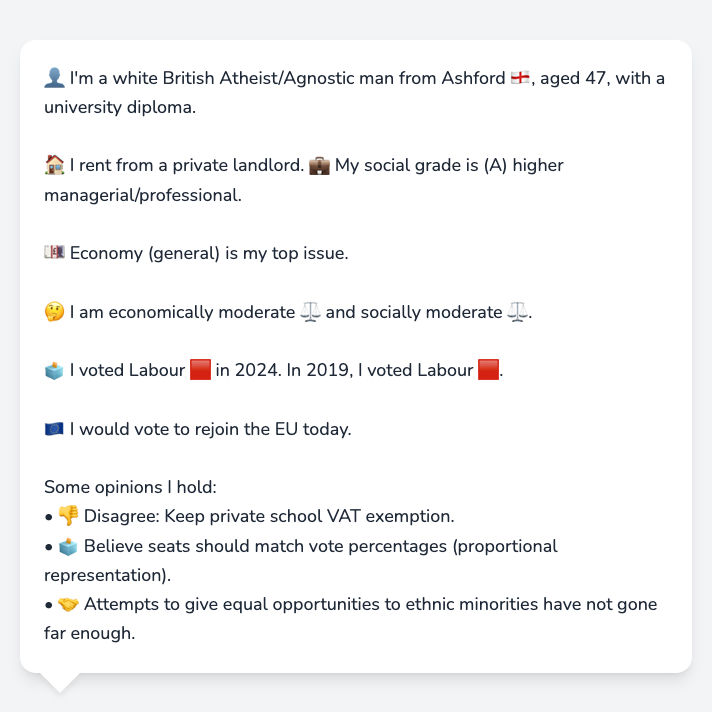 👤 I'm a white British Atheist/Agnostic man from Ashford 🏴󠁧󠁢󠁥󠁮󠁧󠁿, aged 47, with a
university diploma.
🏠 I rent from a private landlord. 💼 My social grade is (A) higher
managerial/professional.
💷 Economy (general) is my top issue.
🤔 I am economically moderate ⚖️ and socially moderate ⚖️.
🗳️ I voted Labour 🟥 in 2024. In 2019, I voted Labour 🟥.
🇪🇺 I would vote to rejoin the EU today.
Some opinions I hold:
• 👎 Disagree: Keep private school VAT exemption.
• 🗳️ Believe seats should match vote percentages (proportional
representation).
• 🤝 Attempts to give equal opportunities to ethnic minorities have not gone
far enough.